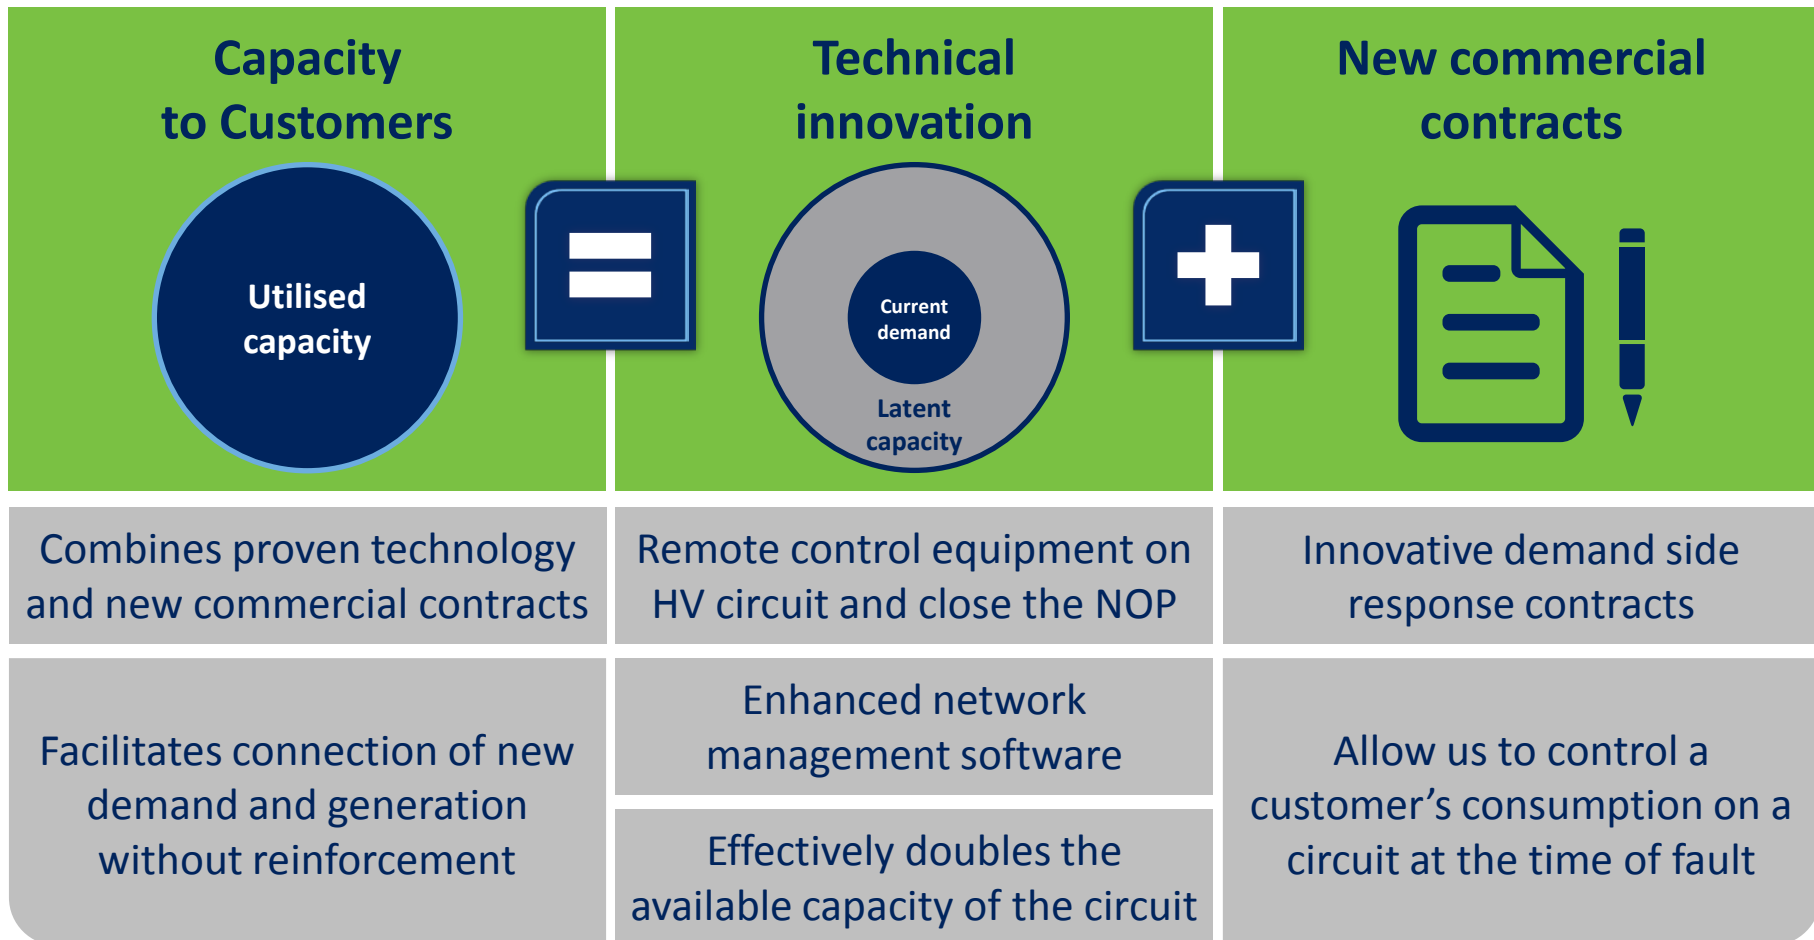 Capacity
to Customers
Utilised
capacity
Combines proven technology
and new commercial contracts
Facilitates connection of new
demand and generation
without reinforcement
=
Technical
innovation
Current
demand
Latent
capacity
Remote control equipment on
HV circuit and close the NOP
Enhanced network
management software
Effectively doubles the
available capacity of the circuit
+
New commercial
contracts
Innovative demand side
response contracts
Allow us to control a
customer’s consumption on a
circuit at the time of fault